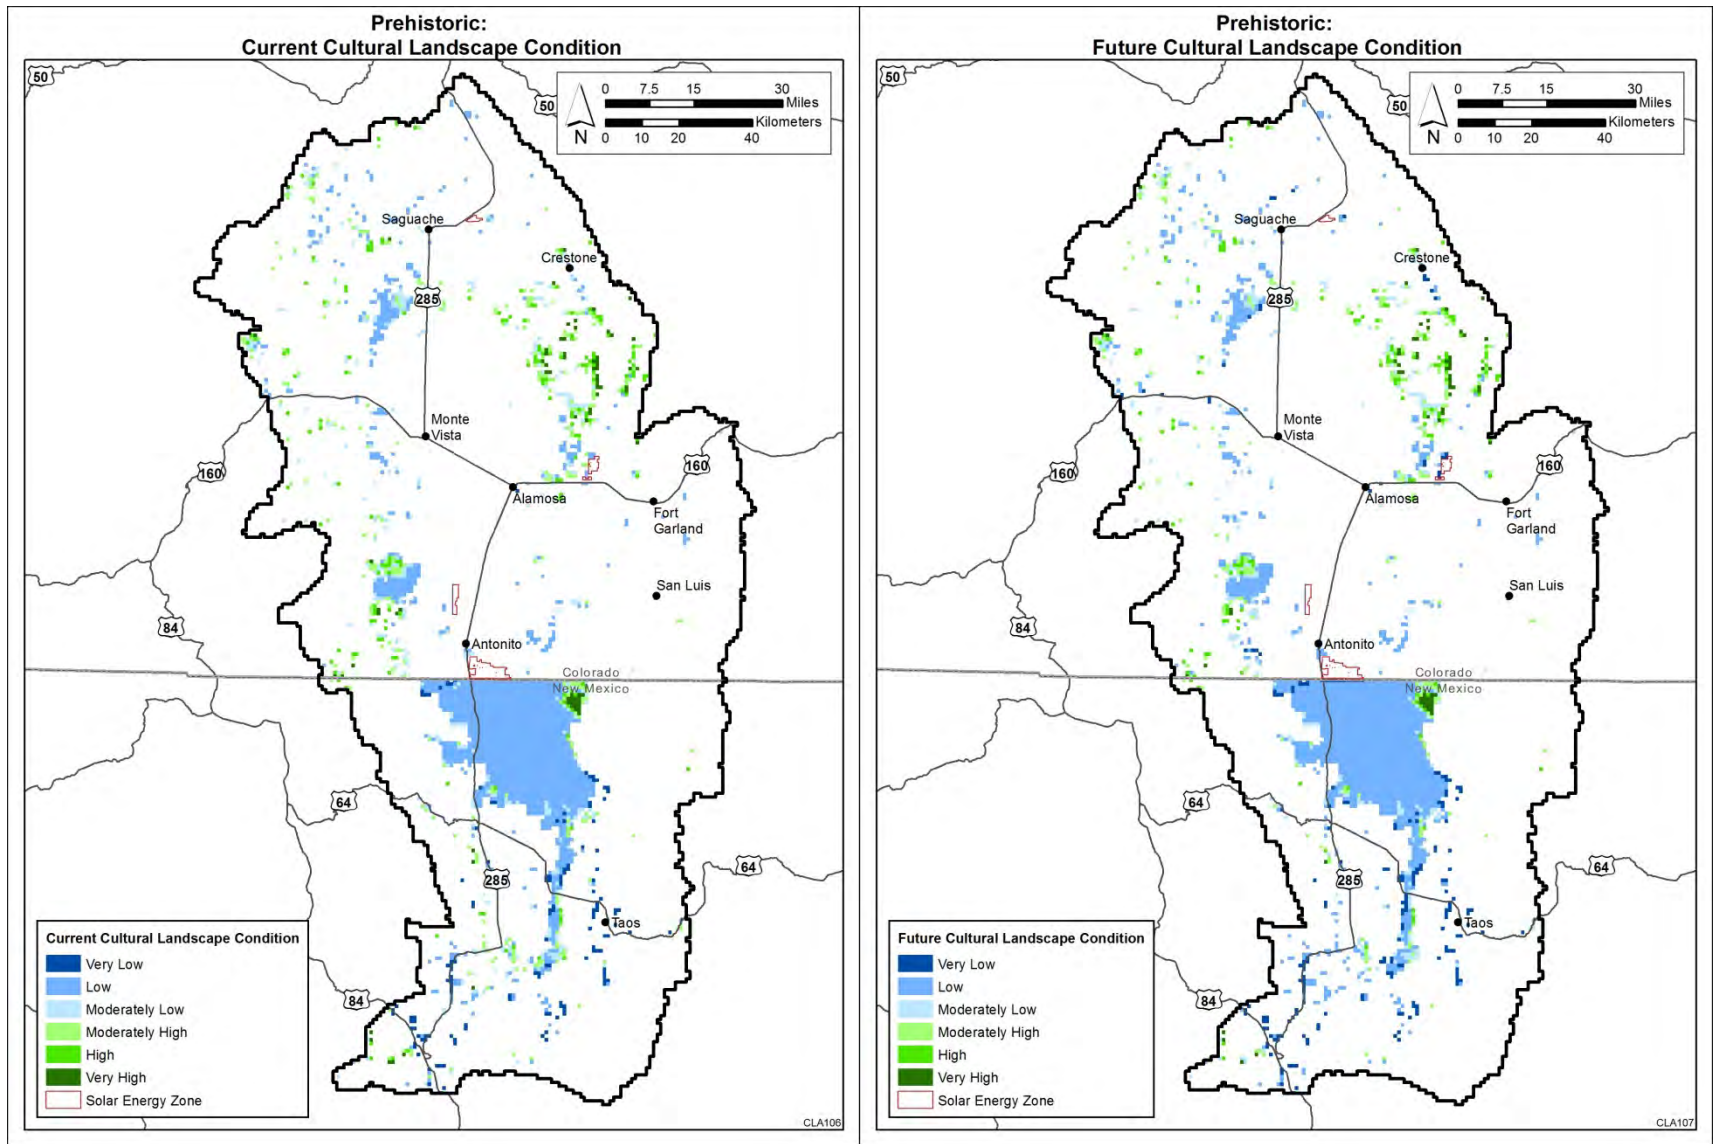 Prehistoric:
Current Cultural Landscape Condition
50
50
0 7.5 15 30
Miles
Kilometers
0 10 20 40
N
Saguache
Crestone
285
Monte
Vista
160
160
Alamosa
Fort
Garland
San Luis
84
Antonito
Colorado
New Mexico
64
64
285
Taos
84
Current Cultural Landscape Condition
Very Low
Low
Moderately Low
Moderately High
High
Very High
Solar Energy Zone
CLA106
Prehistoric:
Future Cultural Landscape Condition
50
50
0 7.5 15 30
Miles
Kilometers
0 10 20 40
N
Saguache
Crestone
285
Monte
Vista
160
160
Alamosa
Fort
Garland
San Luis
84
Antonito
Colorado
New Mexico
64
64
285
Taos
84
Future Cultural Landscape Condition
Very Low
Low
Moderately Low
Moderately High
High
Very High
Solar Energy Zone
CLA107